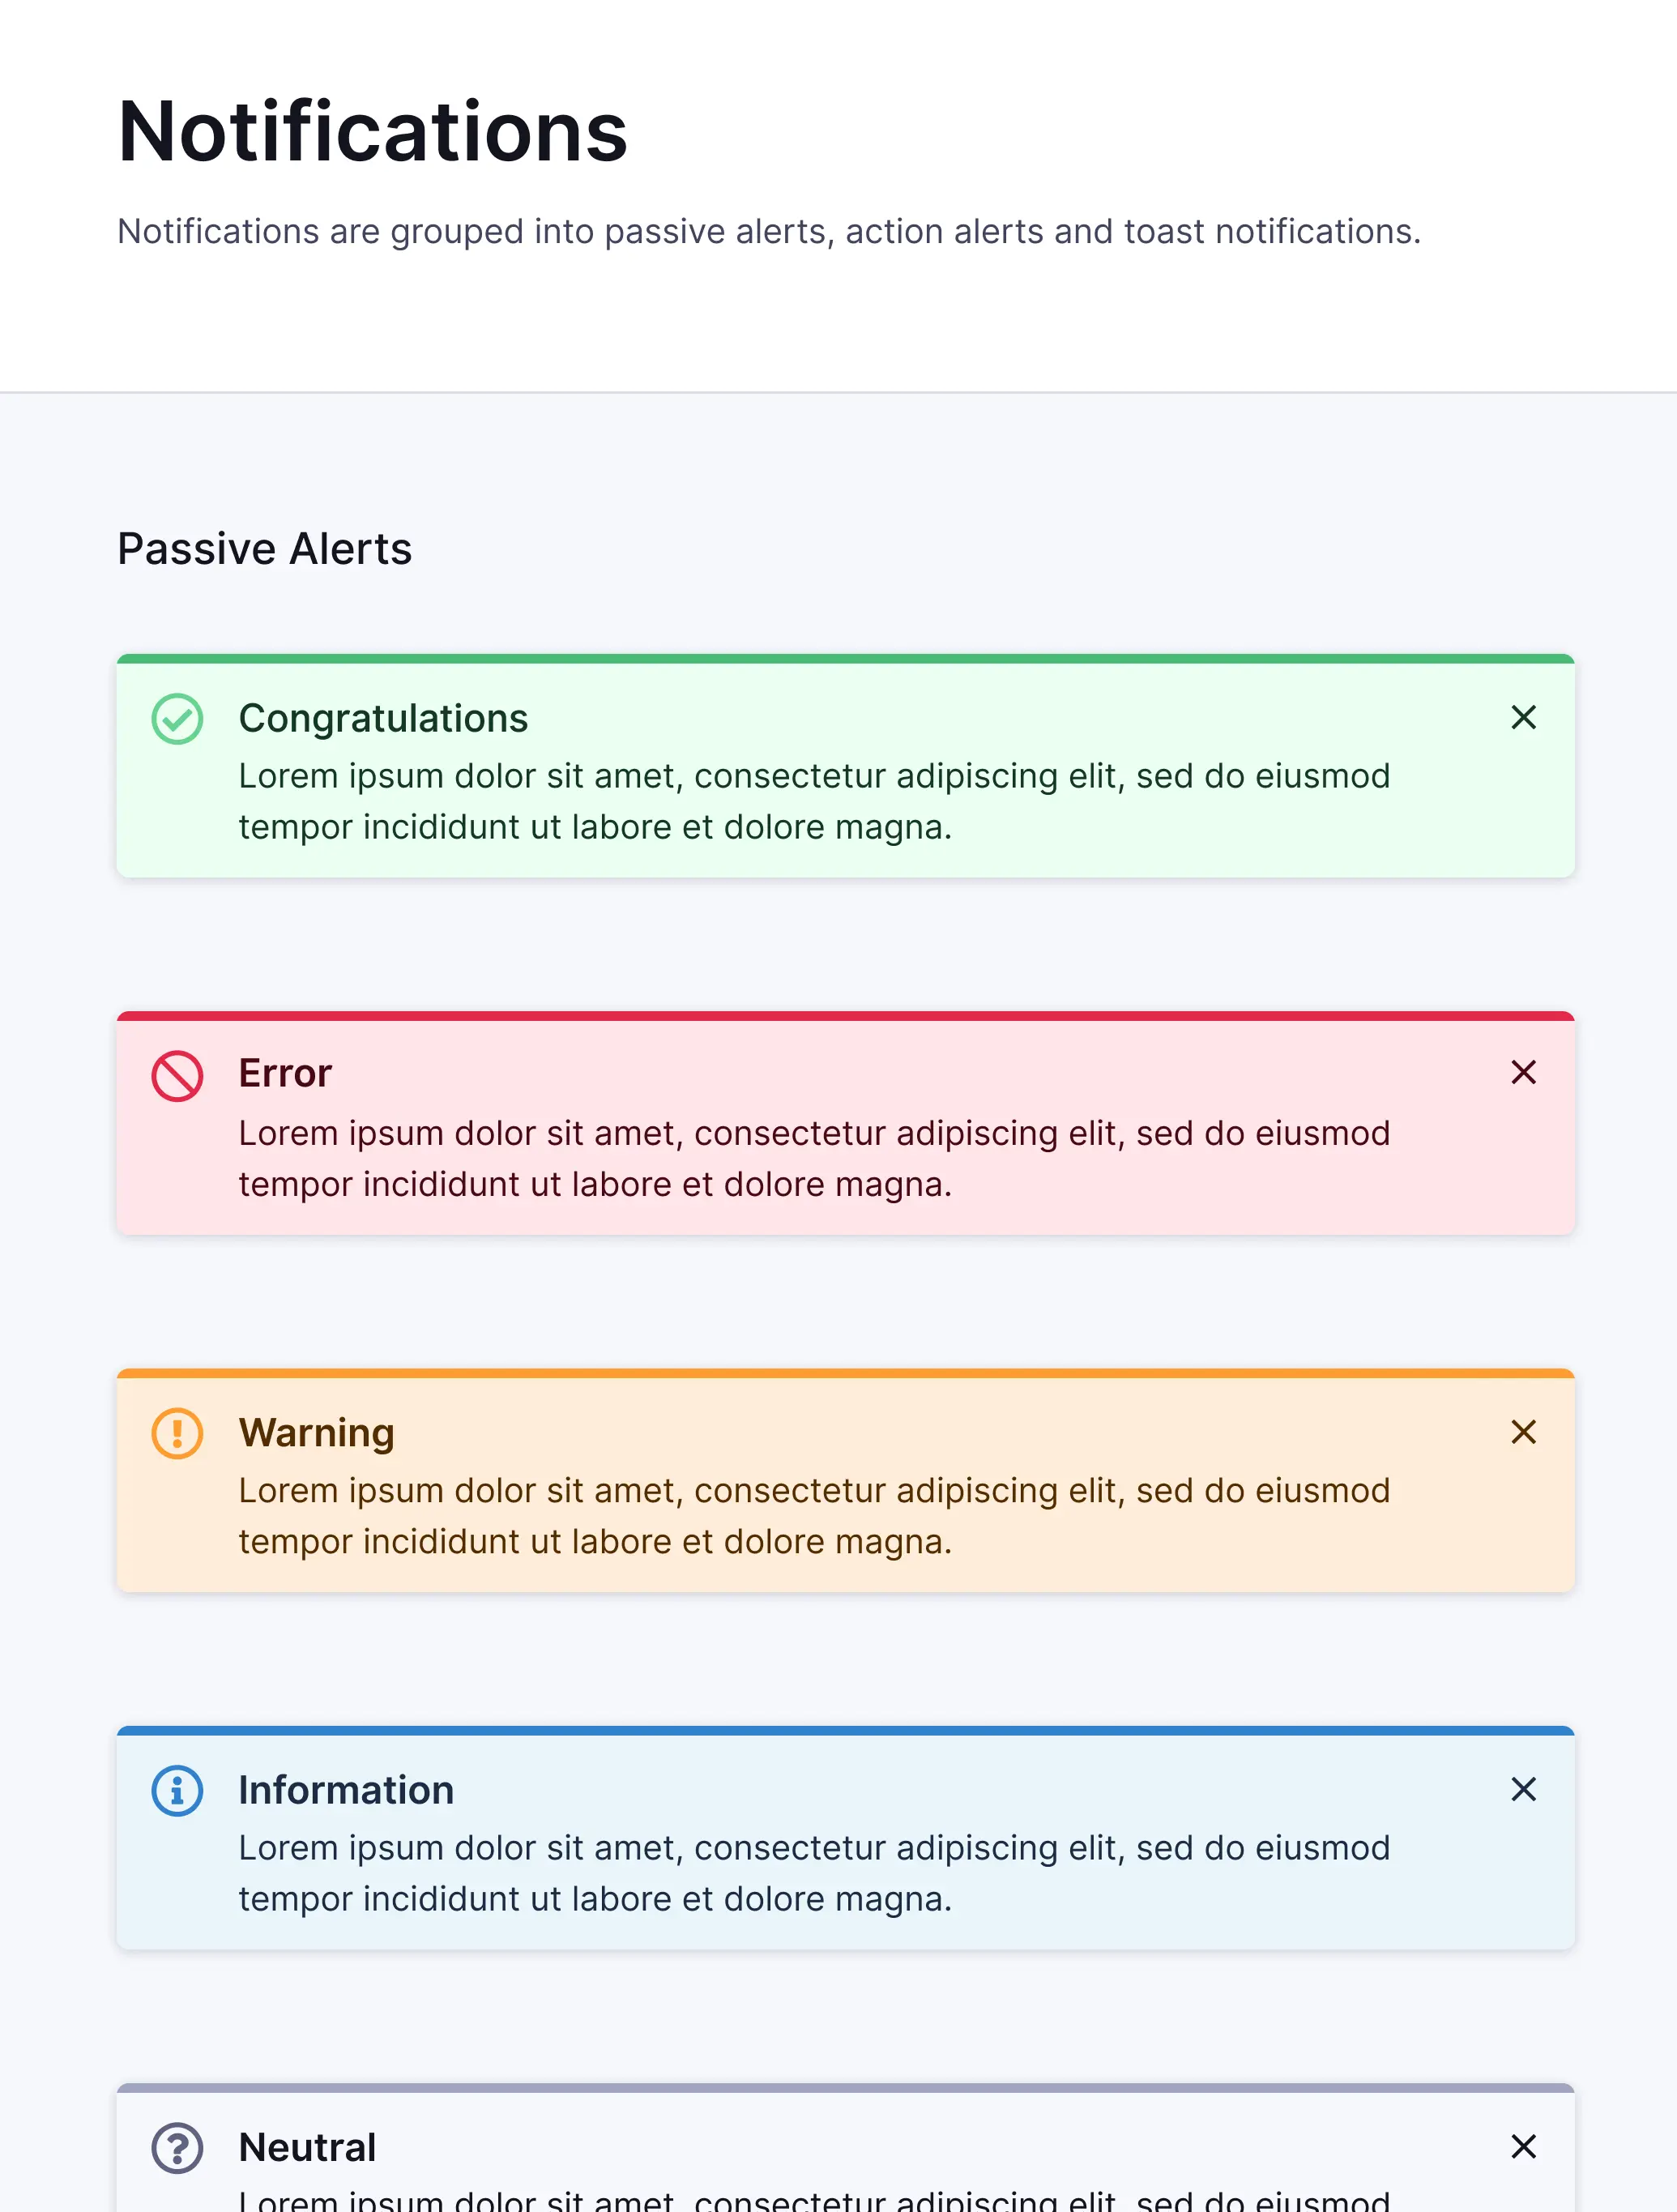 Notifications
Notifications are grouped into passive alerts, action alerts and toast notifications.
Passive Alerts
Congratulations
Lorem ipsum dolor sit amet, consectetur adipiscing elit, sed do eiusmod
tempor incididunt ut labore et dolore magna.
Error
Lorem ipsum dolor sit amet, consectetur adipiscing elit, sed do eiusmod
tempor incididunt ut labore et dolore magna.
Warning
Lorem ipsum dolor sit amet, consectetur adipiscing elit, sed do eiusmod
tempor incididunt ut labore et dolore magna.
Information
Lorem ipsum dolor sit amet, consectetur adipiscing elit, sed do eiusmod
tempor incididunt ut labore et dolore magna.
Neutral
Lorem ipsum dolor sit amet, consectetur adipiscing elit, sed do eiusmod